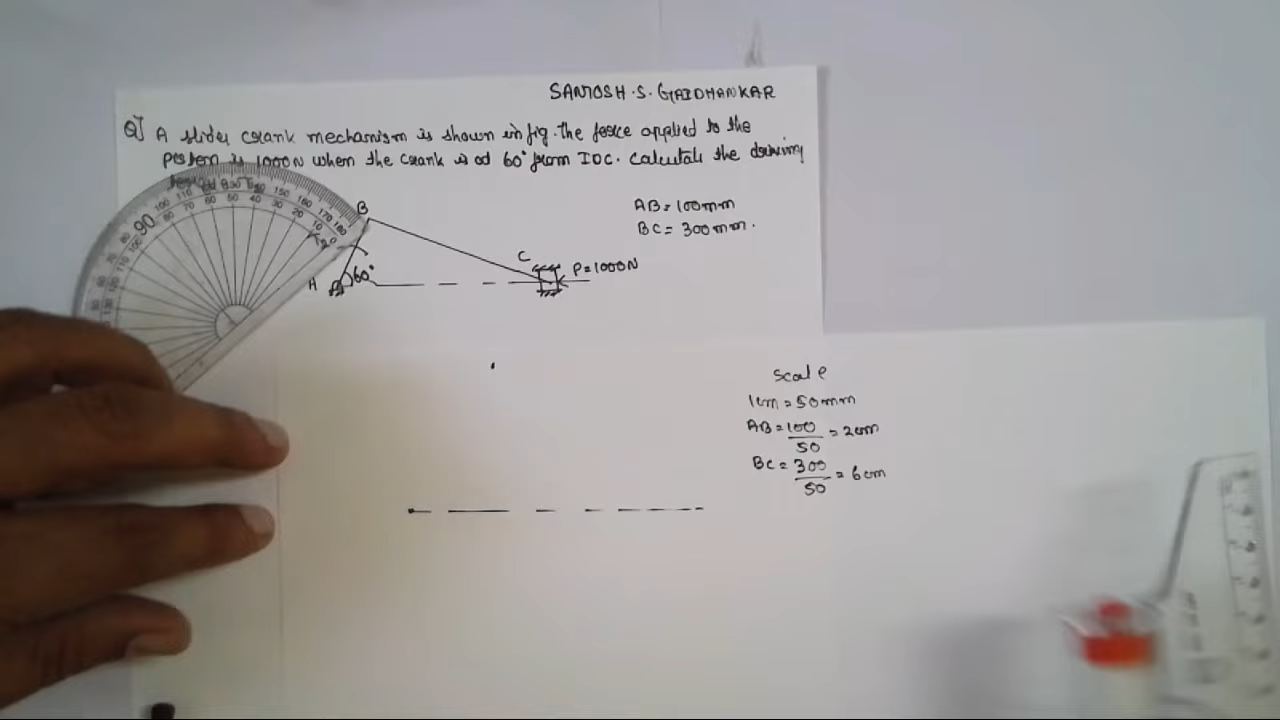 SANTOSH.S.GAIDHANKAR
Q] A slider crank mechanism is shown in fig. the force applied to the
piston is 1000N when the crank is at 60° from IDC. Calculate the driving
AB = 100mm
BC = 300mm.
B
C
P=1000N
A
60°
Scale
1cm = 50mm
AB = 100/50 = 2cm
BC = 300/50 = 6cm